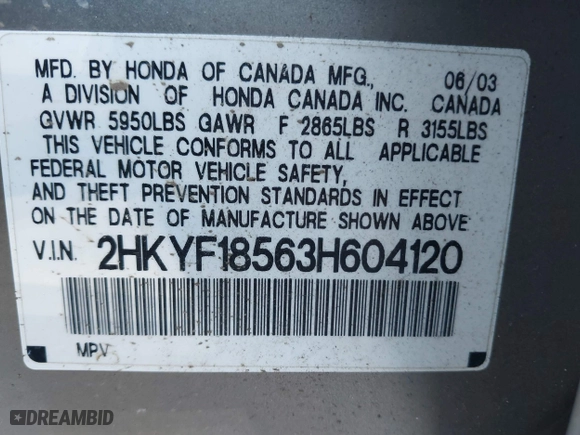 MFD. BY HONDA OF CANADA MFG., 06/03
A DIVISION OF HONDA CANADA INC. CANADA
GVWR 5950LBS GAWR F 2865LBS R 3155LBS
THIS VEHICLE CONFORMS TO ALL APPLICABLE
FEDERAL MOTOR VEHICLE SAFETY,
AND THEFT PREVENTION STANDARDS IN EFFECT
ON THE DATE OF MANUFACTURE SHOWN ABOVE
V.I.N. 2HKYF18563H604120
MPV
DREAMBID